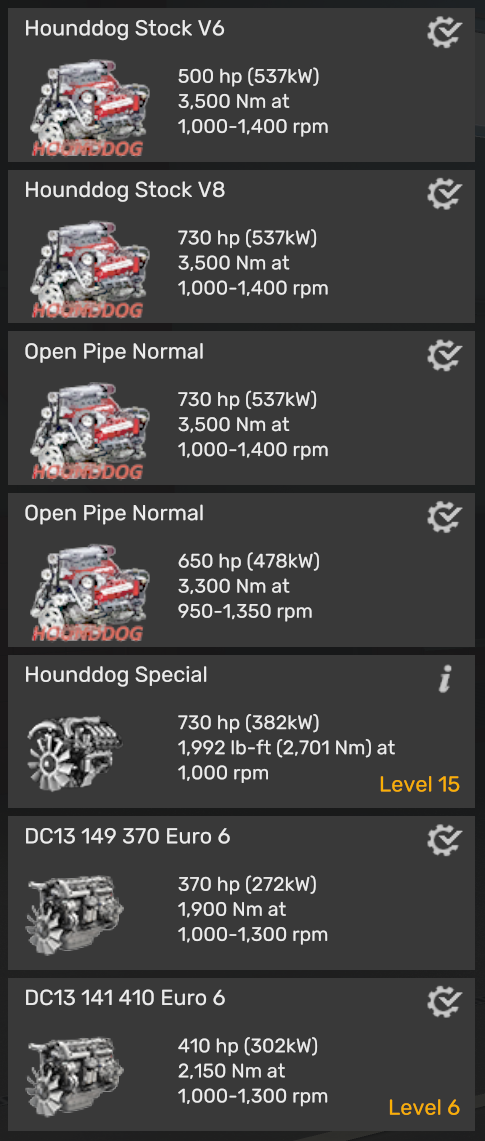 Hounddog Stock V6
500 hp (537kW)
3,500 Nm at
1,000-1,400 rpm
HOUNDDOG
Hounddog Stock V8
730 hp (537kW)
3,500 Nm at
1,000-1,400 rpm
HOUNDDOG
Open Pipe Normal
730 hp (537kW)
3,500 Nm at
1,000-1,400 rpm
HOUNDDOG
Open Pipe Normal
650 hp (478kW)
3,300 Nm at
950-1,350 rpm
HOUNDDOG
Hounddog Special
730 hp (382kW)
1,992 lb-ft (2,701 Nm) at
1,000 rpm
Level 15
DC13 149 370 Euro 6
370 hp (272kW)
1,900 Nm at
1,000-1,300 rpm
DC13 141 410 Euro 6
410 hp (302kW)
2,150 Nm at
1,000-1,300 rpm
Level 6